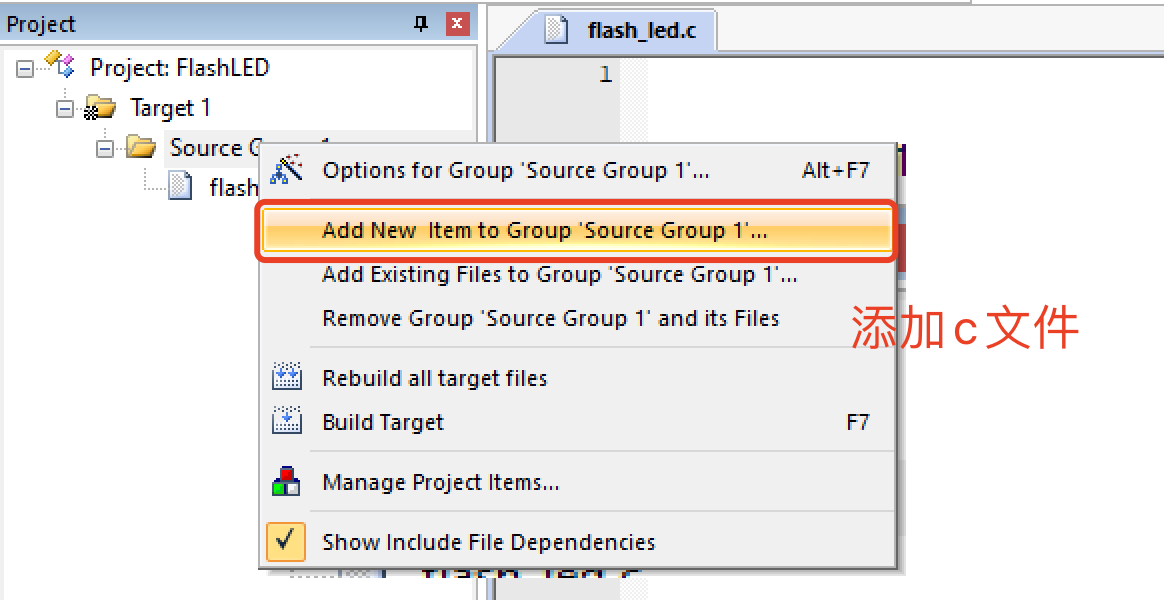 Project
flash_led.c
Project: FlashLED
1
Target 1
Source
flash
Options for Group 'Source Group 1'... Alt+F7
Add New  Item to Group 'Source Group 1'...
Add Existing Files to Group 'Source Group 1'...
Remove Group 'Source Group 1' and its Files
添加c文件
Rebuild all target files
Build Target F7
Manage Project Items...
Show Include File Dependencies